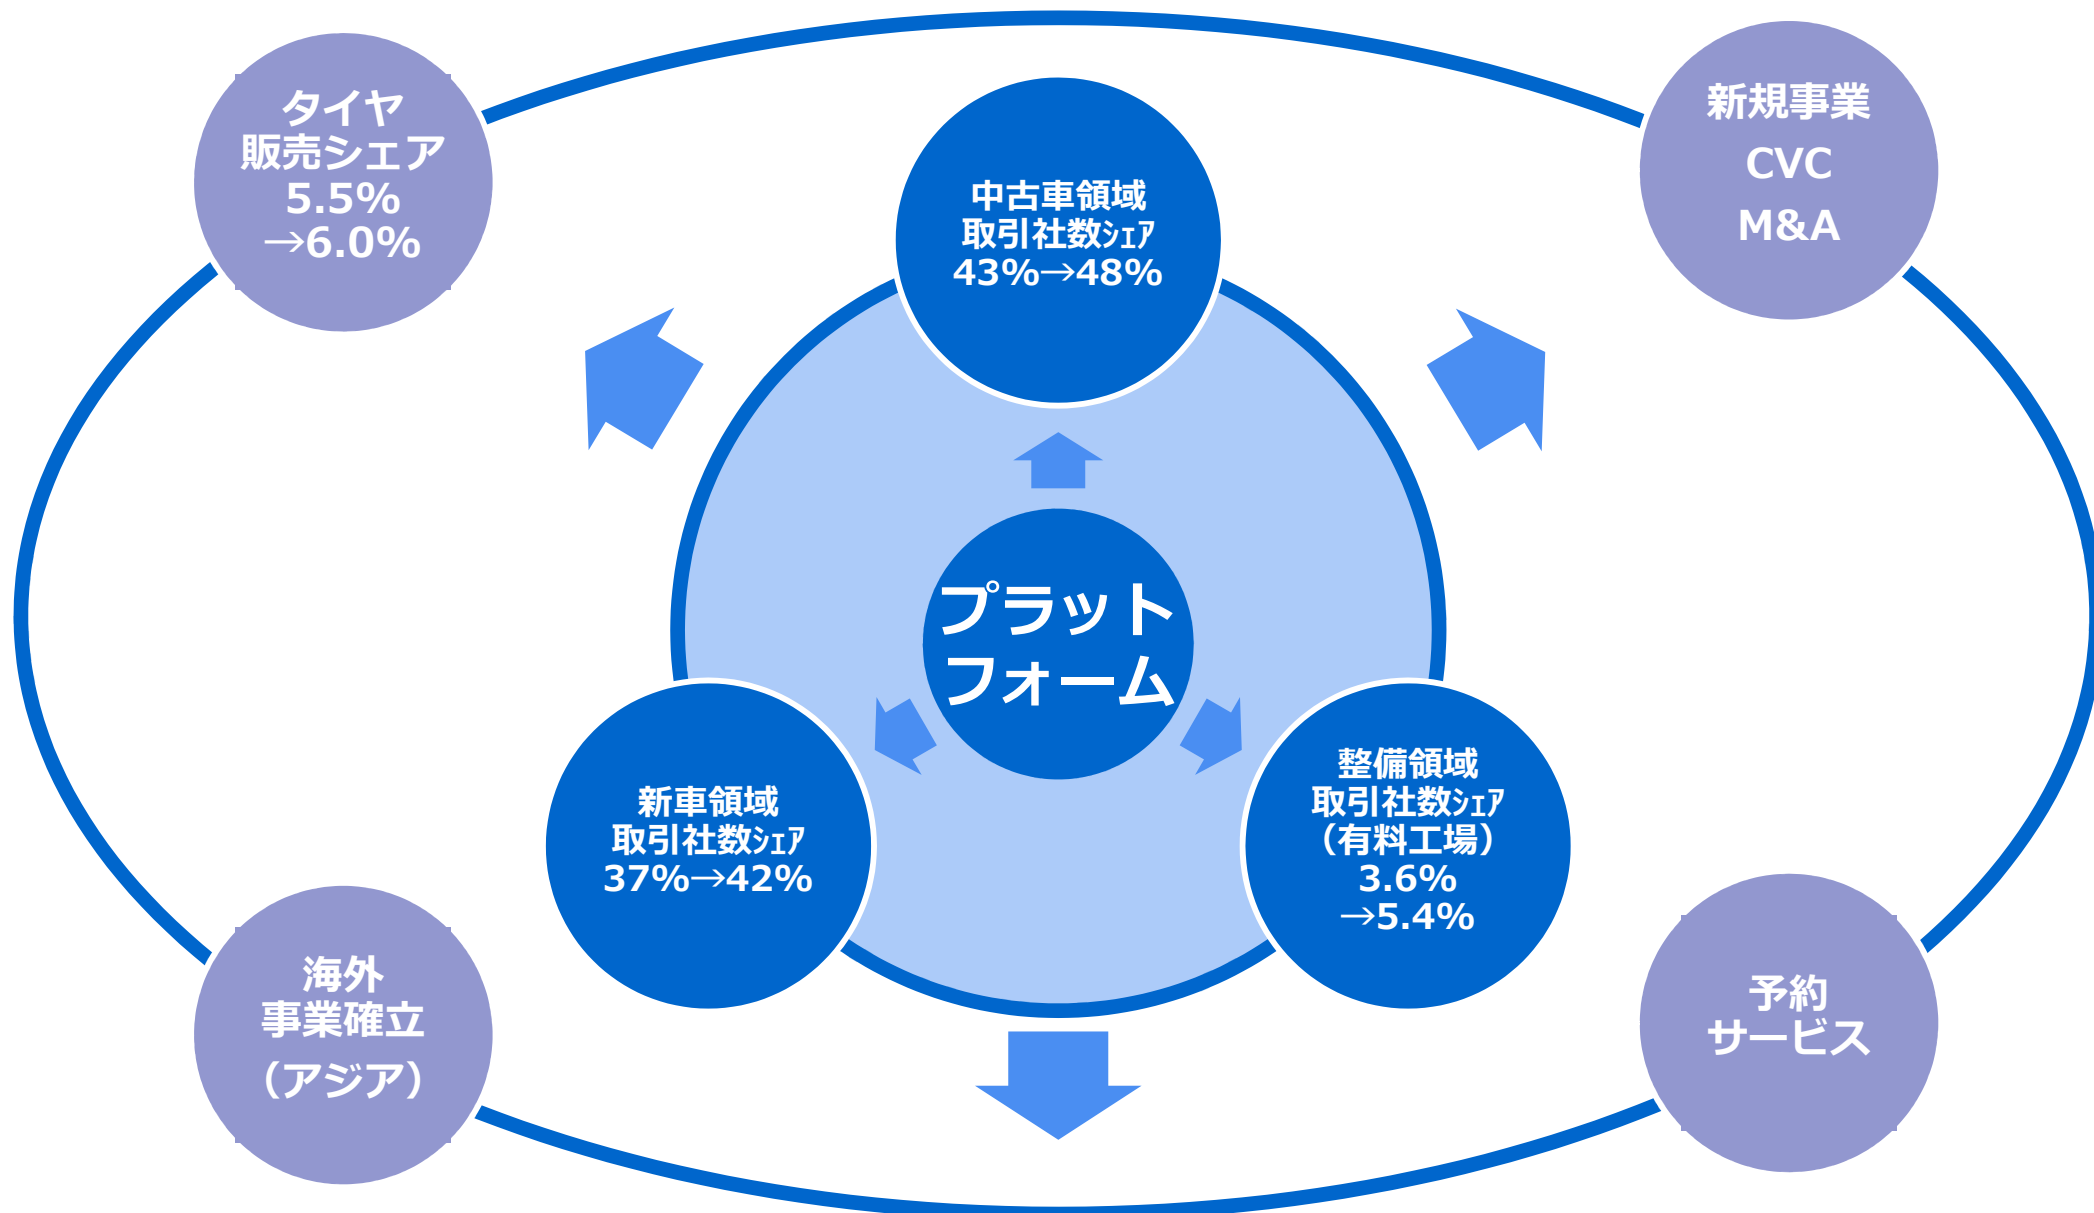 タイヤ
販売シェア
5.5%
→6.0%
新規事業
CVC
M&A
中古車領域
取引社数ｼｪｱ
43%→48%
プラット
フォーム
新車領域
取引社数ｼｪｱ
37%→42%
整備領域
取引社数ｼｪｱ
（有料工場）
3.6%
→5.4%
海外
事業確立
（アジア）
予約
サービス